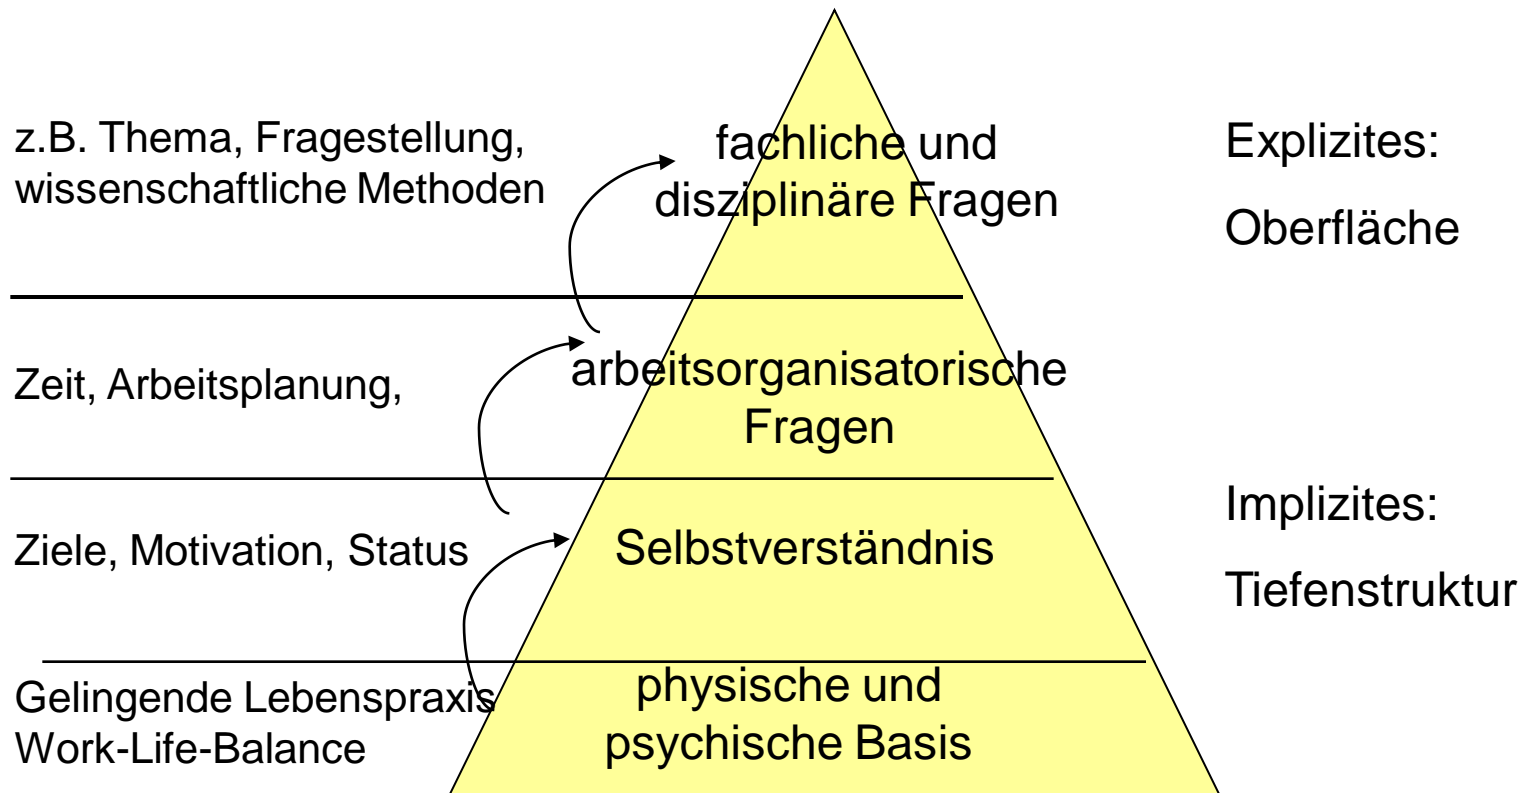 z.B. Thema, Fragestellung,
wissenschaftliche Methoden
fachliche und
disziplinäre Fragen
Explizites:
Oberfläche
Zeit, Arbeitsplanung,
arbeitsorganisatorische
Fragen
Ziele, Motivation, Status
Selbstverständnis
Implizites:
Tiefenstruktur
Gelingende Lebenspraxis
Work-Life-Balance
physische und
psychische Basis